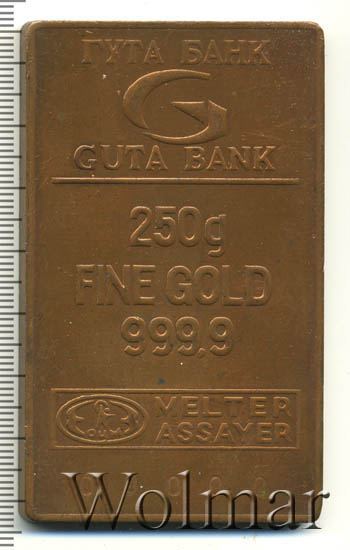 ГУТА БАНК
G
GUTA BANK
250g
FINE GOLD
999,9
MELTER
ASSAYER
Wolmar